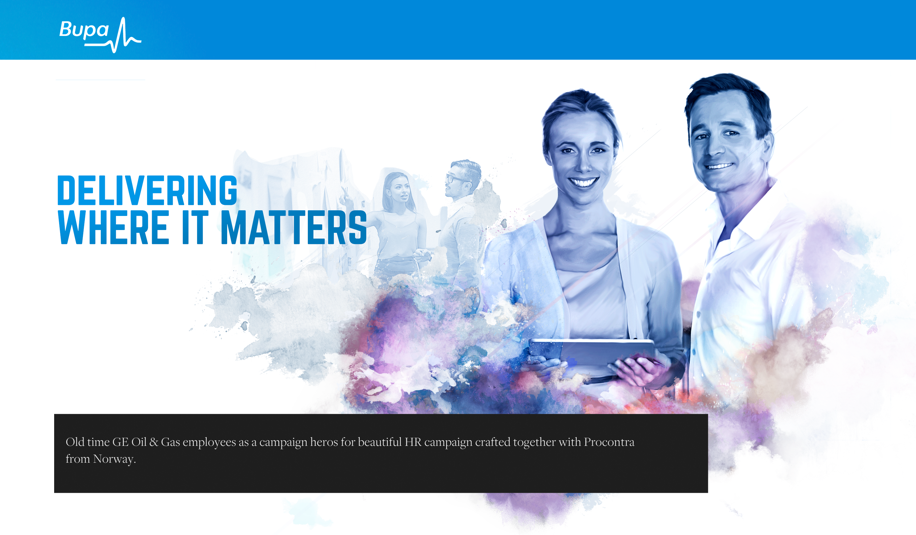 Bupa
DELIVERING
WHERE IT MATTERS
Old time GE Oil & Gas employees as a campaign heros for beautiful HR campaign crafted together with Procontra
from Norway.